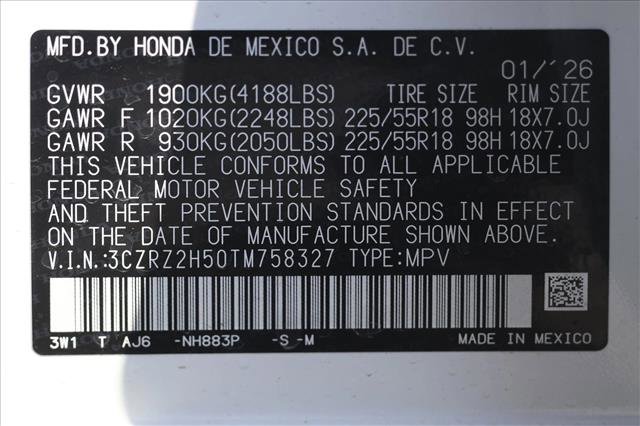 MFD.BY HONDA DE MEXICO S.A. DE C.V.
01/'26
GVWR 1900KG(4188LBS) TIRE SIZE RIM SIZE
GAWR F 1020KG(2248LBS) 225/55R18 98H 18X7.0J
GAWR R 930KG(2050LBS) 225/55R18 98H 18X7.0J
THIS VEHICLE CONFORMS TO ALL APPLICABLE
FEDERAL MOTOR VEHICLE SAFETY
AND THEFT PREVENTION STANDARDS IN EFFECT
ON THE DATE OF MANUFACTURE SHOWN ABOVE.
V.I.N.:3CZRZ2H50TM758327 TYPE:MPV
3W1 T AJ6 -NH883P -S -M MADE IN MEXICO